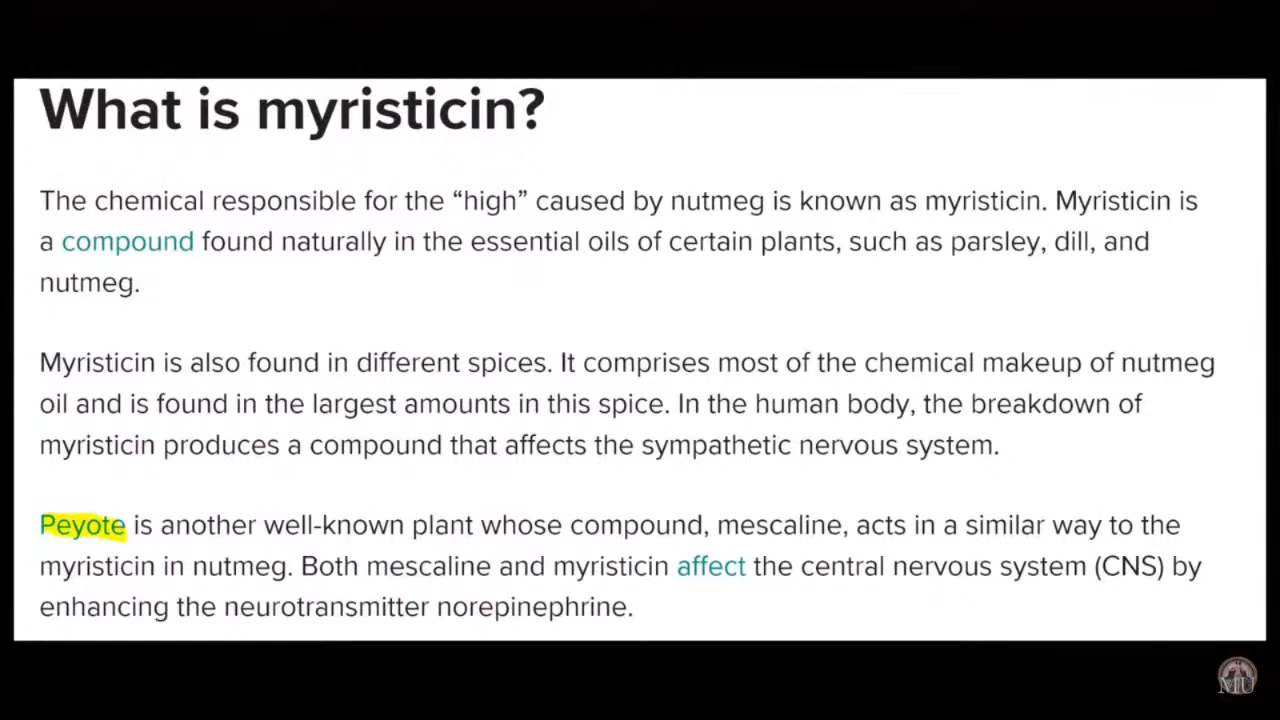 What is myristicin?
The chemical responsible for the “high” caused by nutmeg is known as myristicin. Myristicin is
a compound found naturally in the essential oils of certain plants, such as parsley, dill, and
nutmeg.
Myristicin is also found in different spices. It comprises most of the chemical makeup of nutmeg
oil and is found in the largest amounts in this spice. In the human body, the breakdown of
myristicin produces a compound that affects the sympathetic nervous system.
Peyote is another well-known plant whose compound, mescaline, acts in a similar way to the
myristicin in nutmeg. Both mescaline and myristicin affect the central nervous system (CNS) by
enhancing the neurotransmitter norepinephrine.
MU